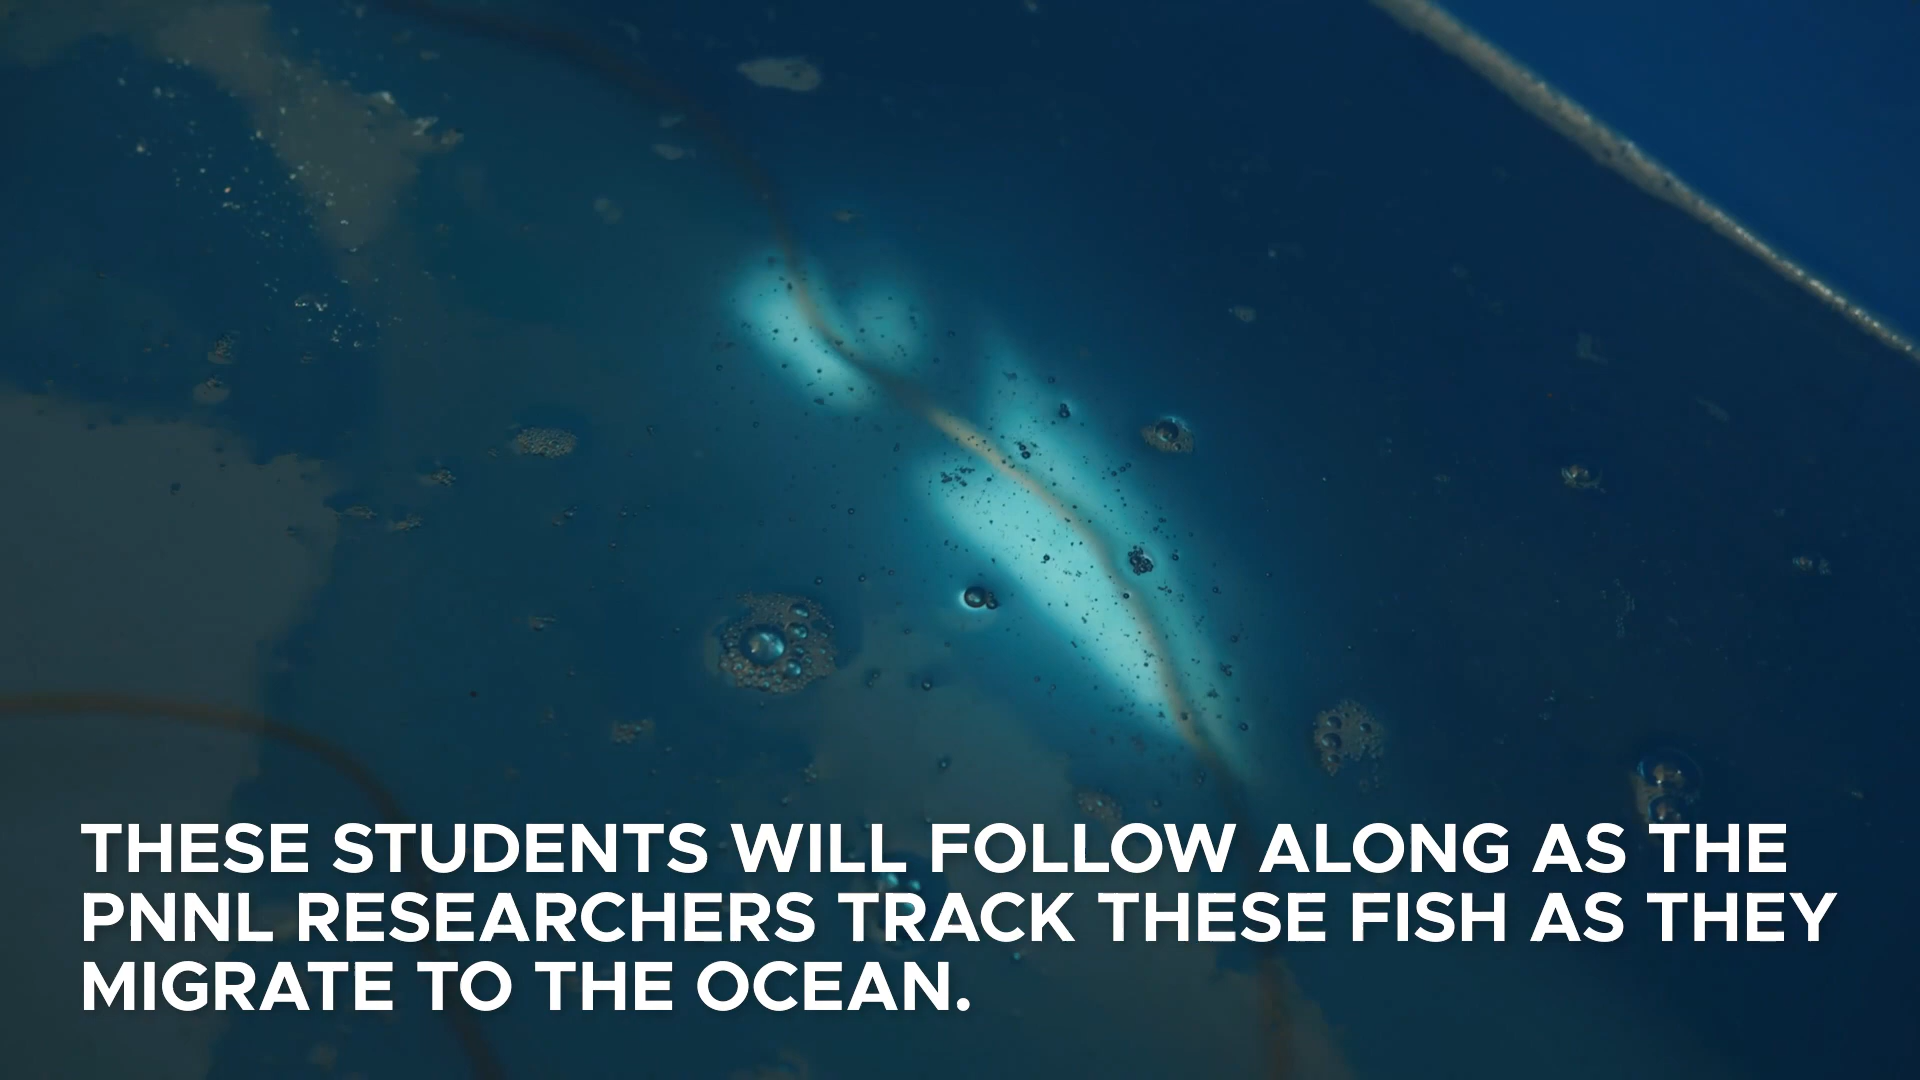 THESE STUDENTS WILL FOLLOW ALONG AS THE
PNNL RESEARCHERS TRACK THESE FISH AS THEY
MIGRATE TO THE OCEAN.